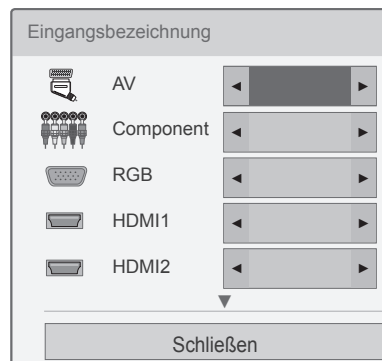 Eingangsbezeichnung
AV
Component
RGB
HDMI1
HDMI2
Schließen